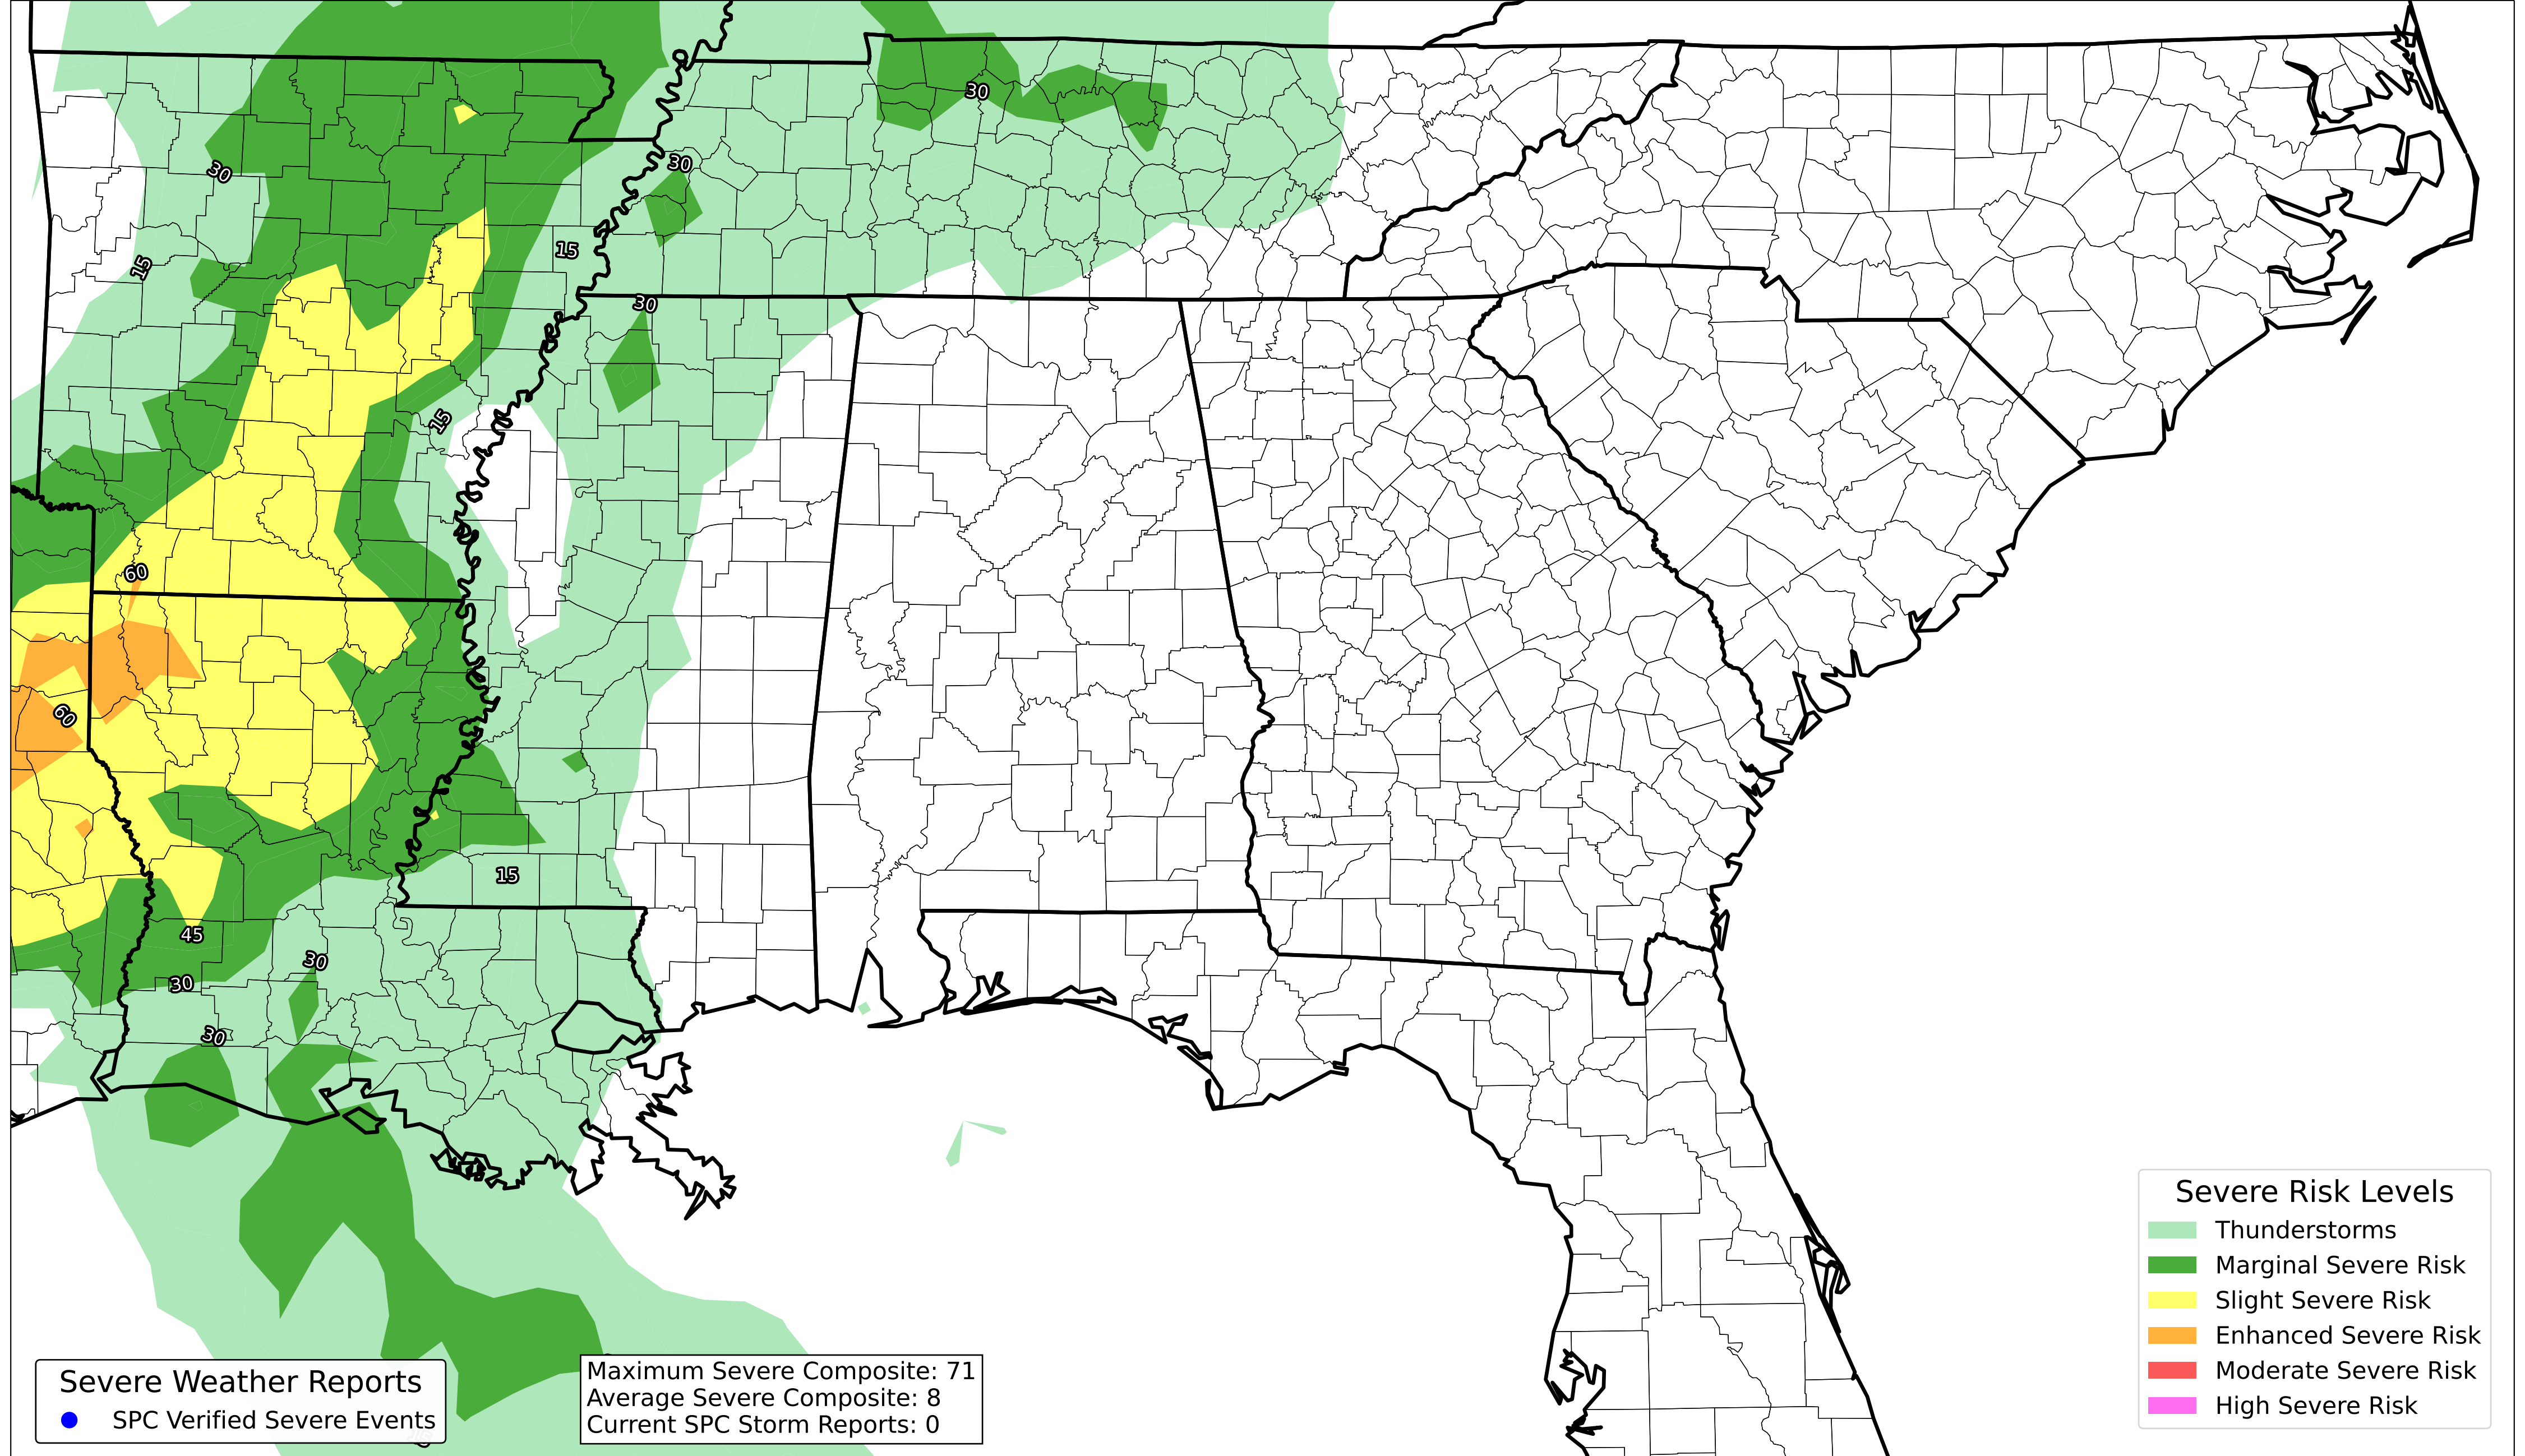 30
30
30
15
15
30
15
60
60
15
45
30
30
30
Severe Weather Reports
SPC Verified Severe Events
Maximum Severe Composite: 71
Average Severe Composite: 8
Current SPC Storm Reports: 0
Severe Risk Levels
Thunderstorms
Marginal Severe Risk
Slight Severe Risk
Enhanced Severe Risk
Moderate Severe Risk
High Severe Risk